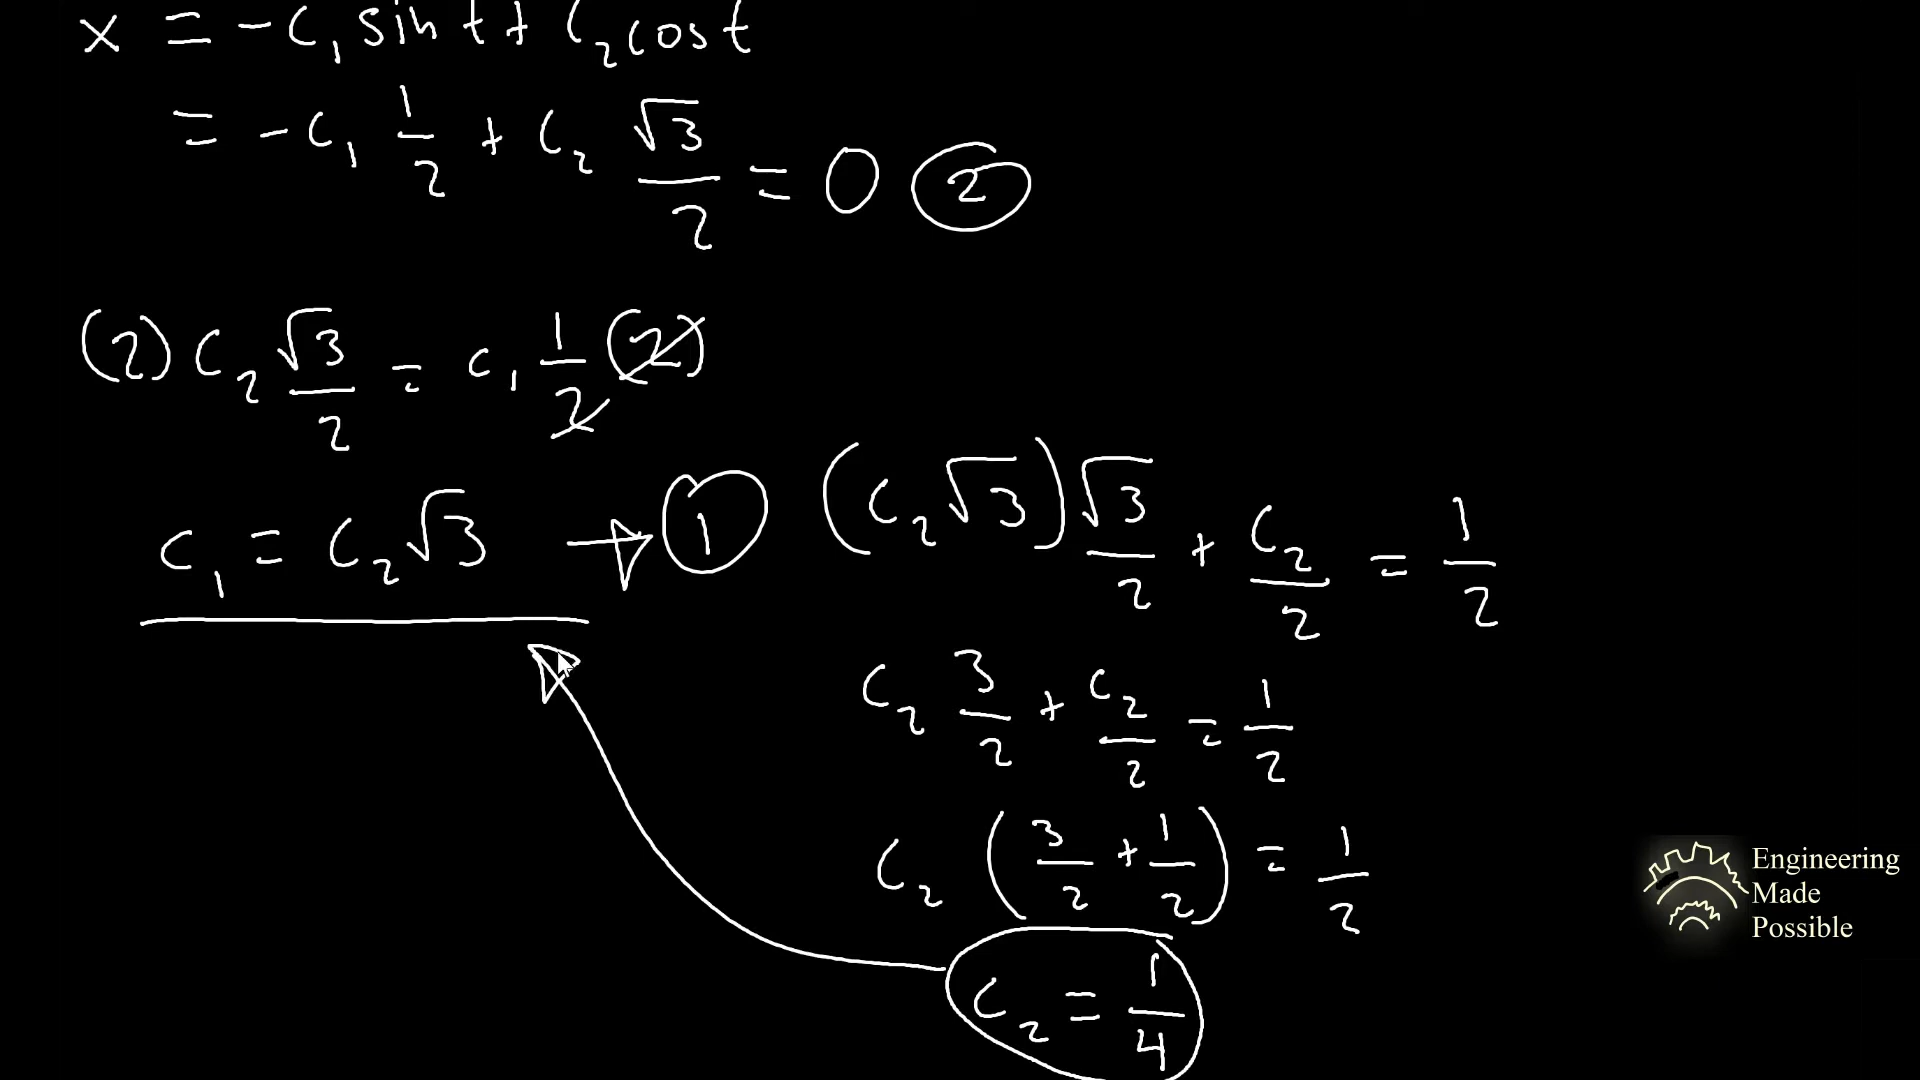 x = -c₁ sin t + c₂ cos t
= -c₁ 1/2 + c₂ √3/2 = 0 ②
(2) c₂ √3/2 = c₁ 1/2 (2)
c₁ = c₂√3 → ① (c₂√3) √3/2 + c₂/2 = 1/2
c₂ 3/2 + c₂/2 = 1/2
c₂ (3/2 + 1/2) = 1/2
c₂ = 1/4
Engineering
Made
Possible